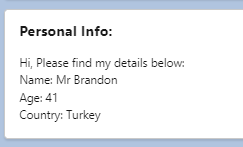 Personal Info:
Hi, Please find my details below:
Name: Mr Brandon
Age: 41
Country: Turkey